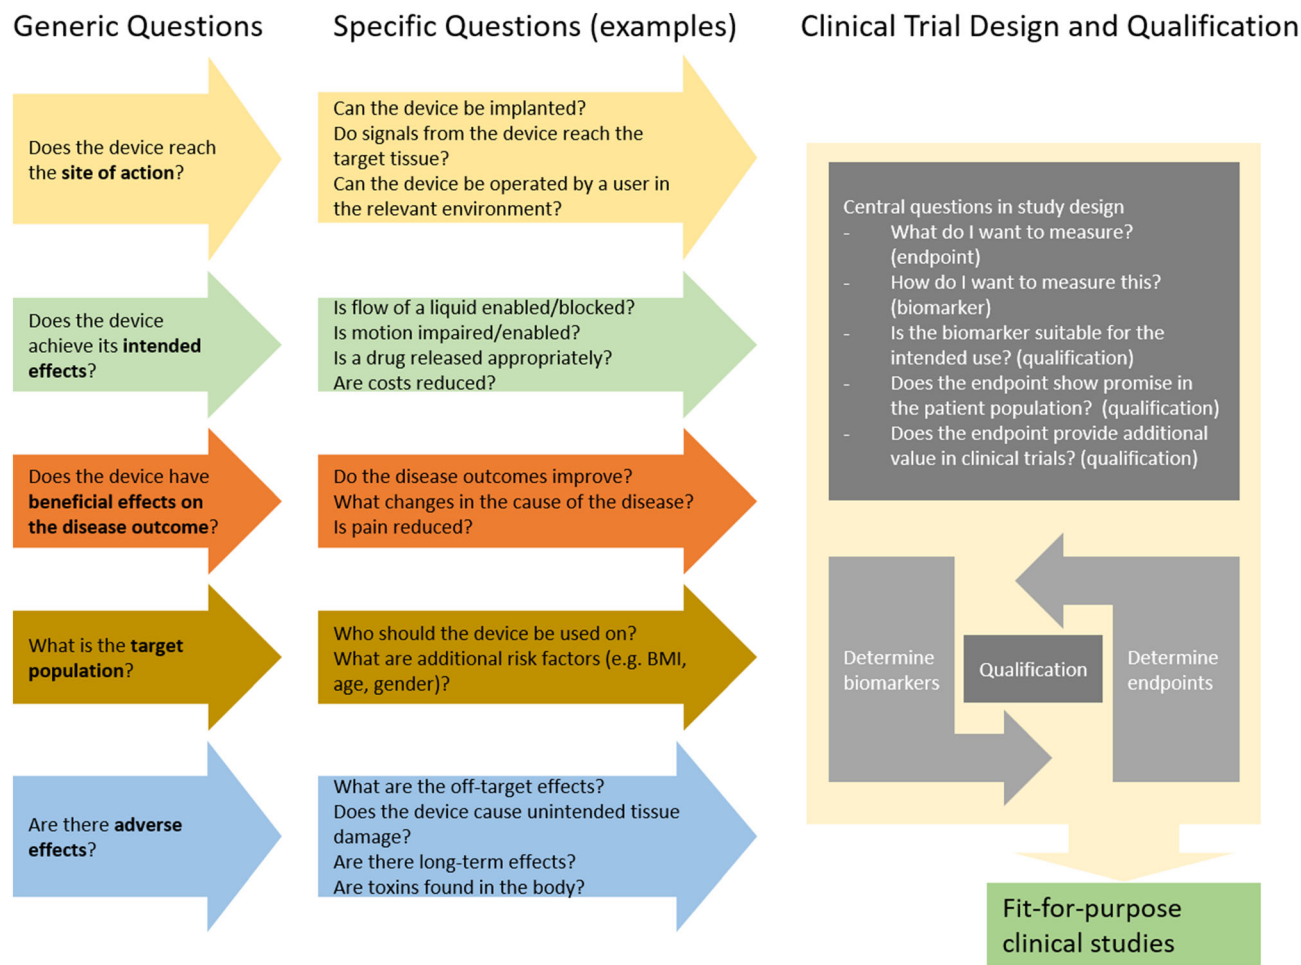 Generic Questions
Specific Questions (examples)
Clinical Trial Design and Qualification
Does the device reach
the site of action?
Can the device be implanted?
Do signals from the device reach the
target tissue?
Can the device be operated by a user in
the relevant environment?
Does the device
achieve its intended
effects?
Is flow of a liquid enabled/blocked?
Is motion impaired/enabled?
Is a drug released appropriately?
Are costs reduced?
Does the device have
beneficial effects on
the disease outcome?
Do the disease outcomes improve?
What changes in the cause of the disease?
Is pain reduced?
What is the target
population?
Who should the device be used on?
What are additional risk factors (e.g. BMI,
age, gender)?
Are there adverse
effects?
What are the off-target effects?
Does the device cause unintended tissue
damage?
Are there long-term effects?
Are toxins found in the body?
Central questions in study design
- What do I want to measure?
(endpoint)
- How do I want to measure this?
(biomarker)
- Is the biomarker suitable for the
intended use? (qualification)
- Does the endpoint show promise in
the patient population? (qualification)
- Does the endpoint provide additional
value in clinical trials? (qualification)
Determine
biomarkers
Qualification
Determine
endpoints
Fit-for-purpose
clinical studies